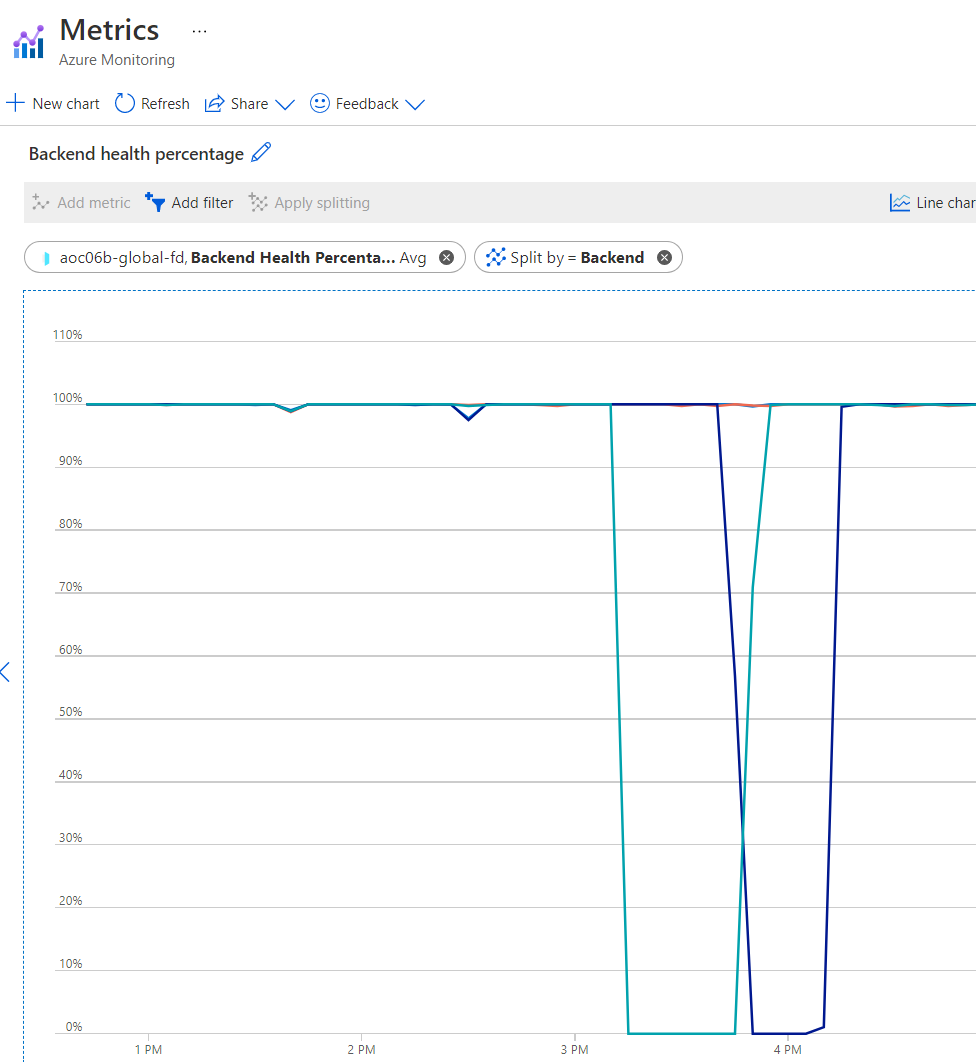 Metrics ...
Azure Monitoring
New chart Refresh Share Feedback
Backend health percentage
Add metric Add filter Apply splitting Line char
aoc06b-global-fd, Backend Health Percenta... Avg Split by = Backend
110%
100%
90%
80%
70%
60%
50%
40%
30%
20%
10%
0%
1 PM 2 PM 3 PM 4 PM